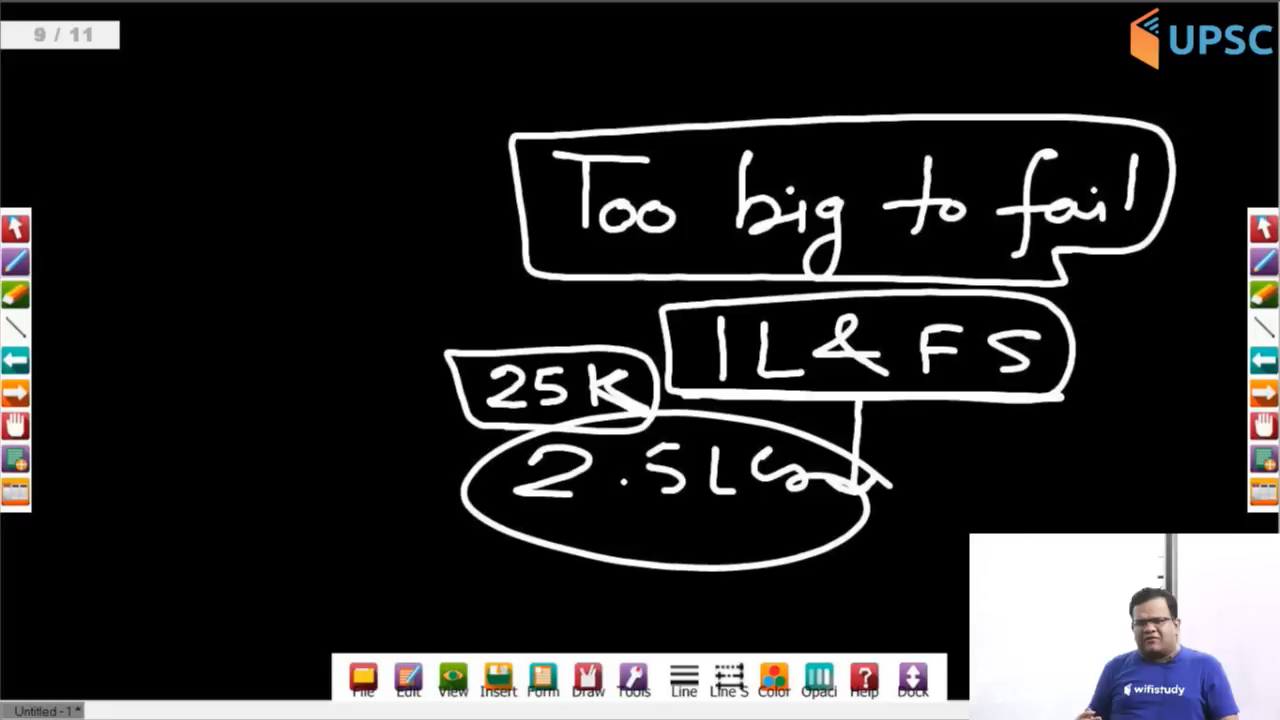 9 / 11
UPSC
Too big to fail
IL & FS
25K
2.5L
wifistudy
File Edit View Insert Form Draw Tools Line Line S Color Opaci Help Dock
Untitled - 1 *